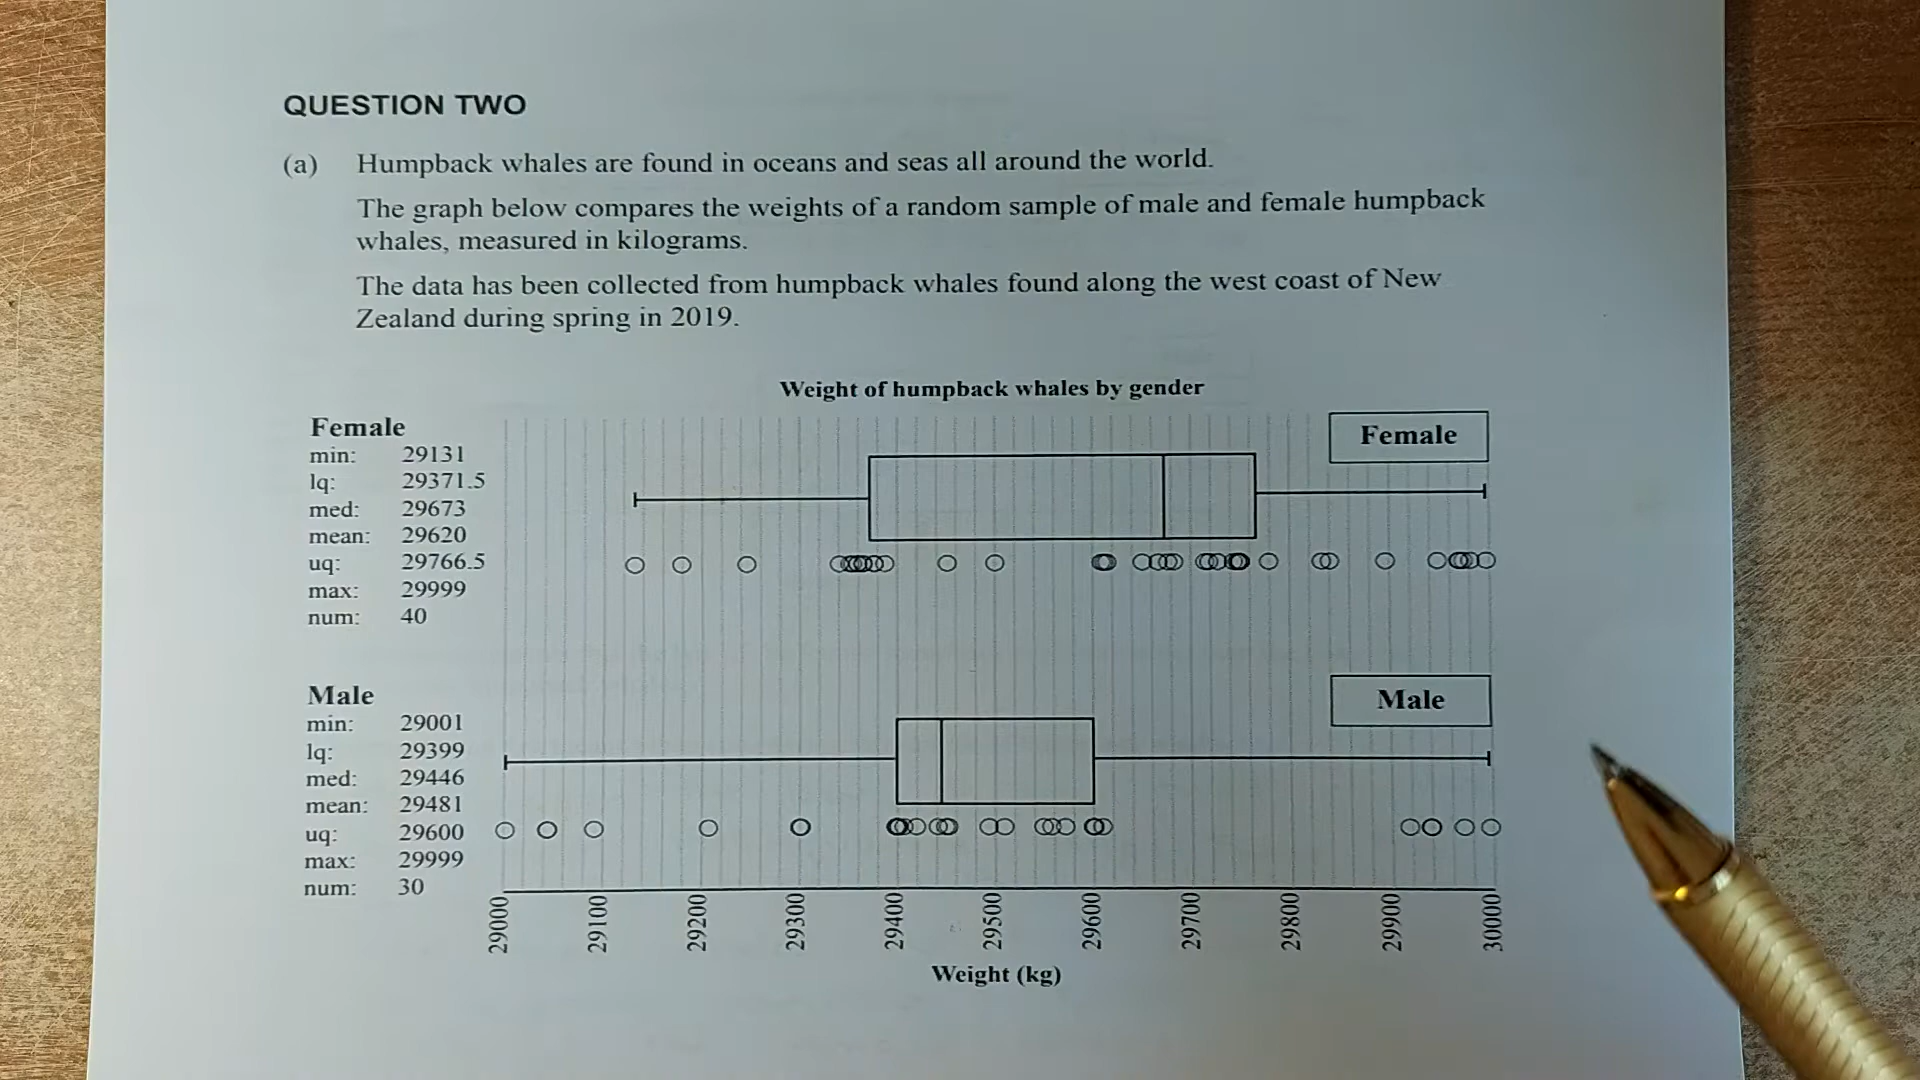 QUESTION TWO
(a) Humpback whales are found in oceans and seas all around the world.
The graph below compares the weights of a random sample of male and female humpback
whales, measured in kilograms.
The data has been collected from humpback whales found along the west coast of New
Zealand during spring in 2019.
Weight of humpback whales by gender
Female
min: 29131
lq: 29371.5
med: 29673
mean: 29620
uq: 29766.5
max: 29999
num: 40
Female
Male
min: 29001
lq: 29399
med: 29446
mean: 29481
uq: 29600
max: 29999
num: 30
Male
29000 29100 29200 29300 29400 29500 29600 29700 29800 29900 30000
Weight (kg)